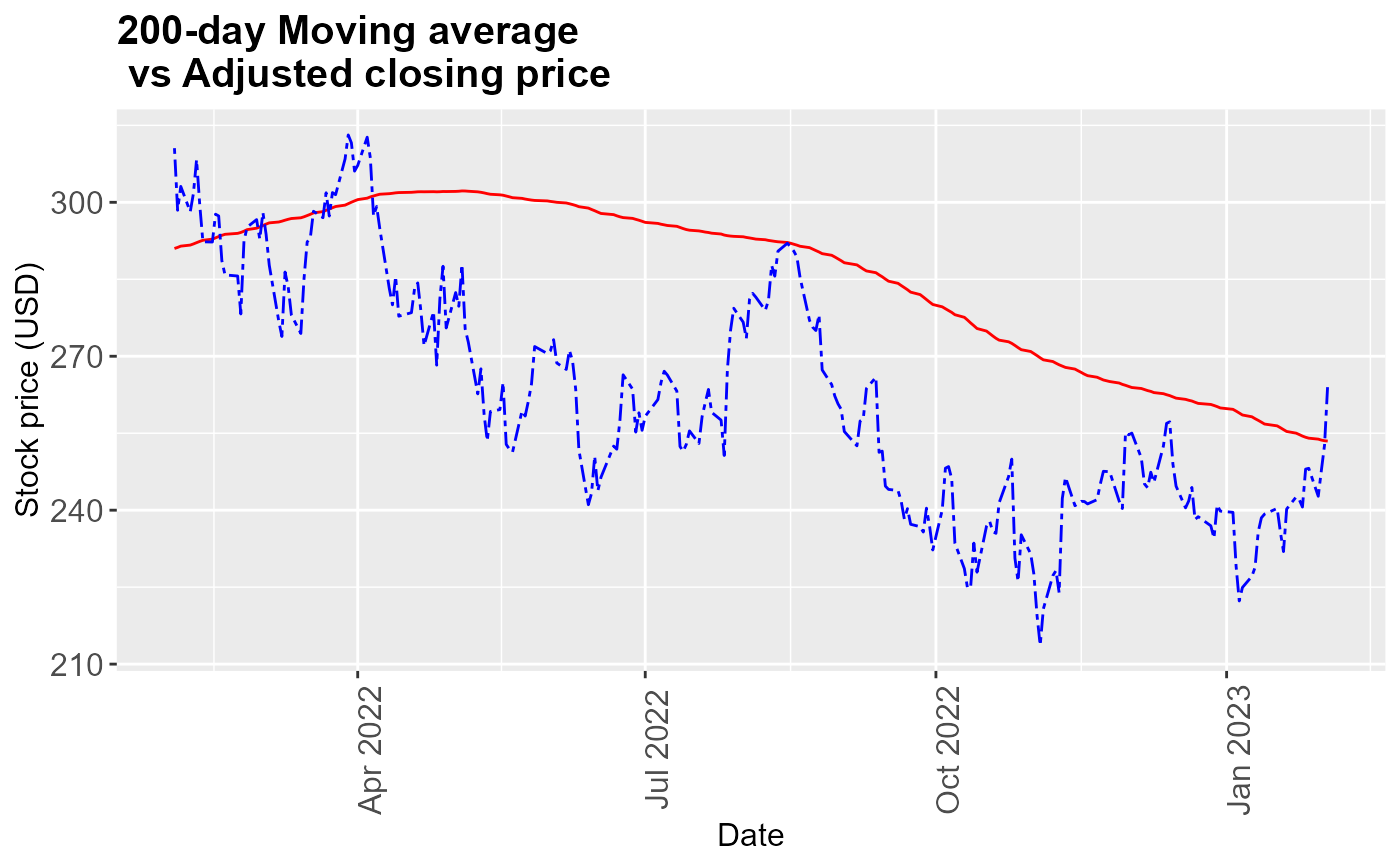 200-day Moving average
vs Adjusted closing price
Stock price (USD)
300
270
240
210
Apr 2022
Jul 2022
Oct 2022
Jan 2023
Date